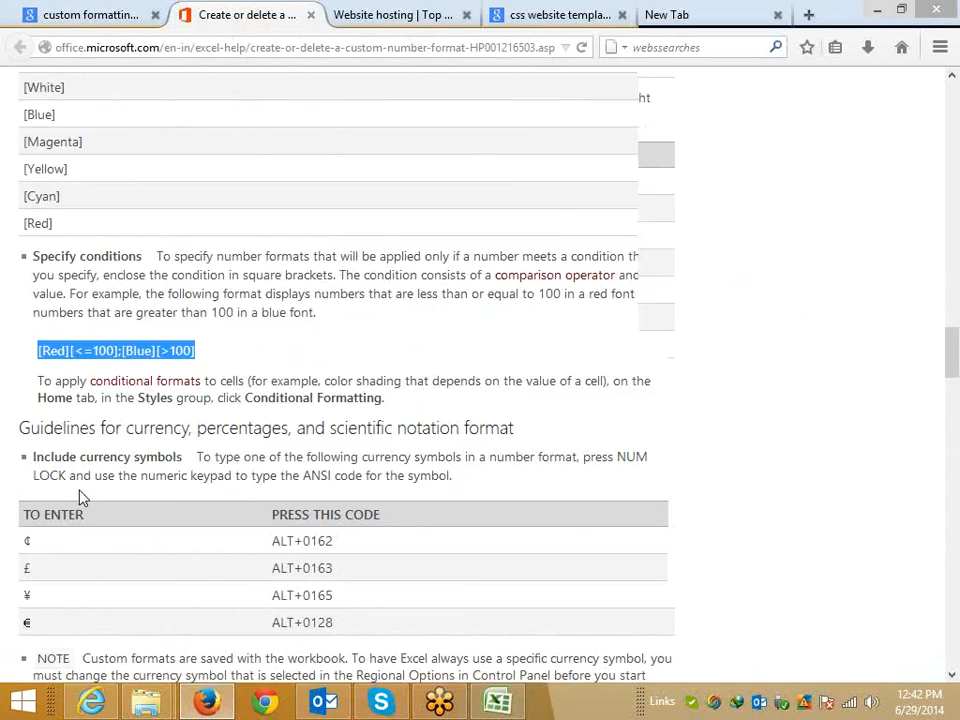 custom formattin... × Create or delete a ... × Website hosting | Top ... × css website templa... × New Tab ×
office.microsoft.com/en-in/excel-help/create-or-delete-a-custom-number-format-HP001216503.asp webssearches
[White]
ht
[Blue]
[Magenta]
[Yellow]
[Cyan]
[Red]
Specify conditions To specify number formats that will be applied only if a number meets a condition th
you specify, enclose the condition in square brackets. The condition consists of a comparison operator and
value. For example, the following format displays numbers that are less than or equal to 100 in a red font
numbers that are greater than 100 in a blue font.
[Red][<=100];[Blue][>100]
To apply conditional formats to cells (for example, color shading that depends on the value of a cell), on the
Home tab, in the Styles group, click Conditional Formatting.
Guidelines for currency, percentages, and scientific notation format
Include currency symbols To type one of the following currency symbols in a number format, press NUM
LOCK and use the numeric keypad to type the ANSI code for the symbol.
TO ENTER PRESS THIS CODE
¢ ALT+0162
£ ALT+0163
¥ ALT+0165
€ ALT+0128
NOTE Custom formats are saved with the workbook. To have Excel always use a specific currency symbol, you
must change the currency symbol that is selected in the Regional Options in Control Panel before you start
Links
12:42 PM
6/29/2014